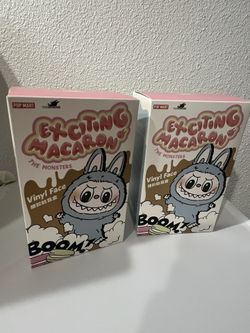 POP MART
EXCITING
MACARON
THE MONSTERS
Vinyl Face
BOOM!
POP MART
EXCITING
MACARON
THE MONSTERS
Vinyl Face
BOOM!